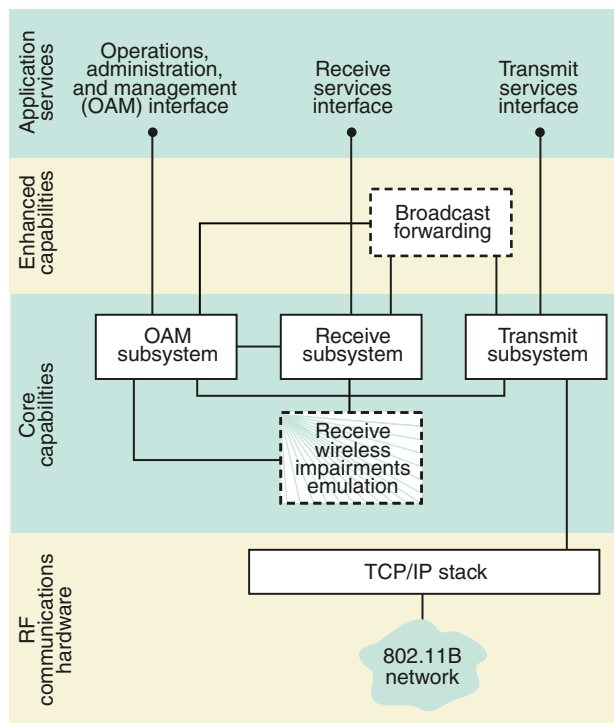 Application
services
Operations,
administration,
and management
(OAM) interface
Receive
services
interface
Transmit
services
interface
Enhanced
capabilities
Broadcast
forwarding
Core
capabilities
OAM
subsystem
Receive
subsystem
Transmit
subsystem
Receive
wireless
impairments
emulation
RF
communications
hardware
TCP/IP stack
802.11B
network